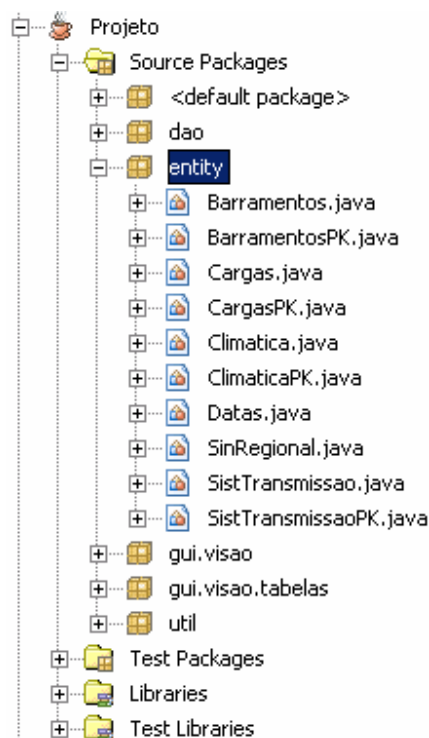 Projeto
Source Packages
<default package>
dao
entity
Barramentos.java
BarramentosPK.java
Cargas.java
CargasPK.java
Climatica.java
ClimaticaPK.java
Datas.java
SinRegional.java
SistTransmissao.java
SistTransmissaoPK.java
gui.visao
gui.visao.tabelas
util
Test Packages
Libraries
Test Libraries